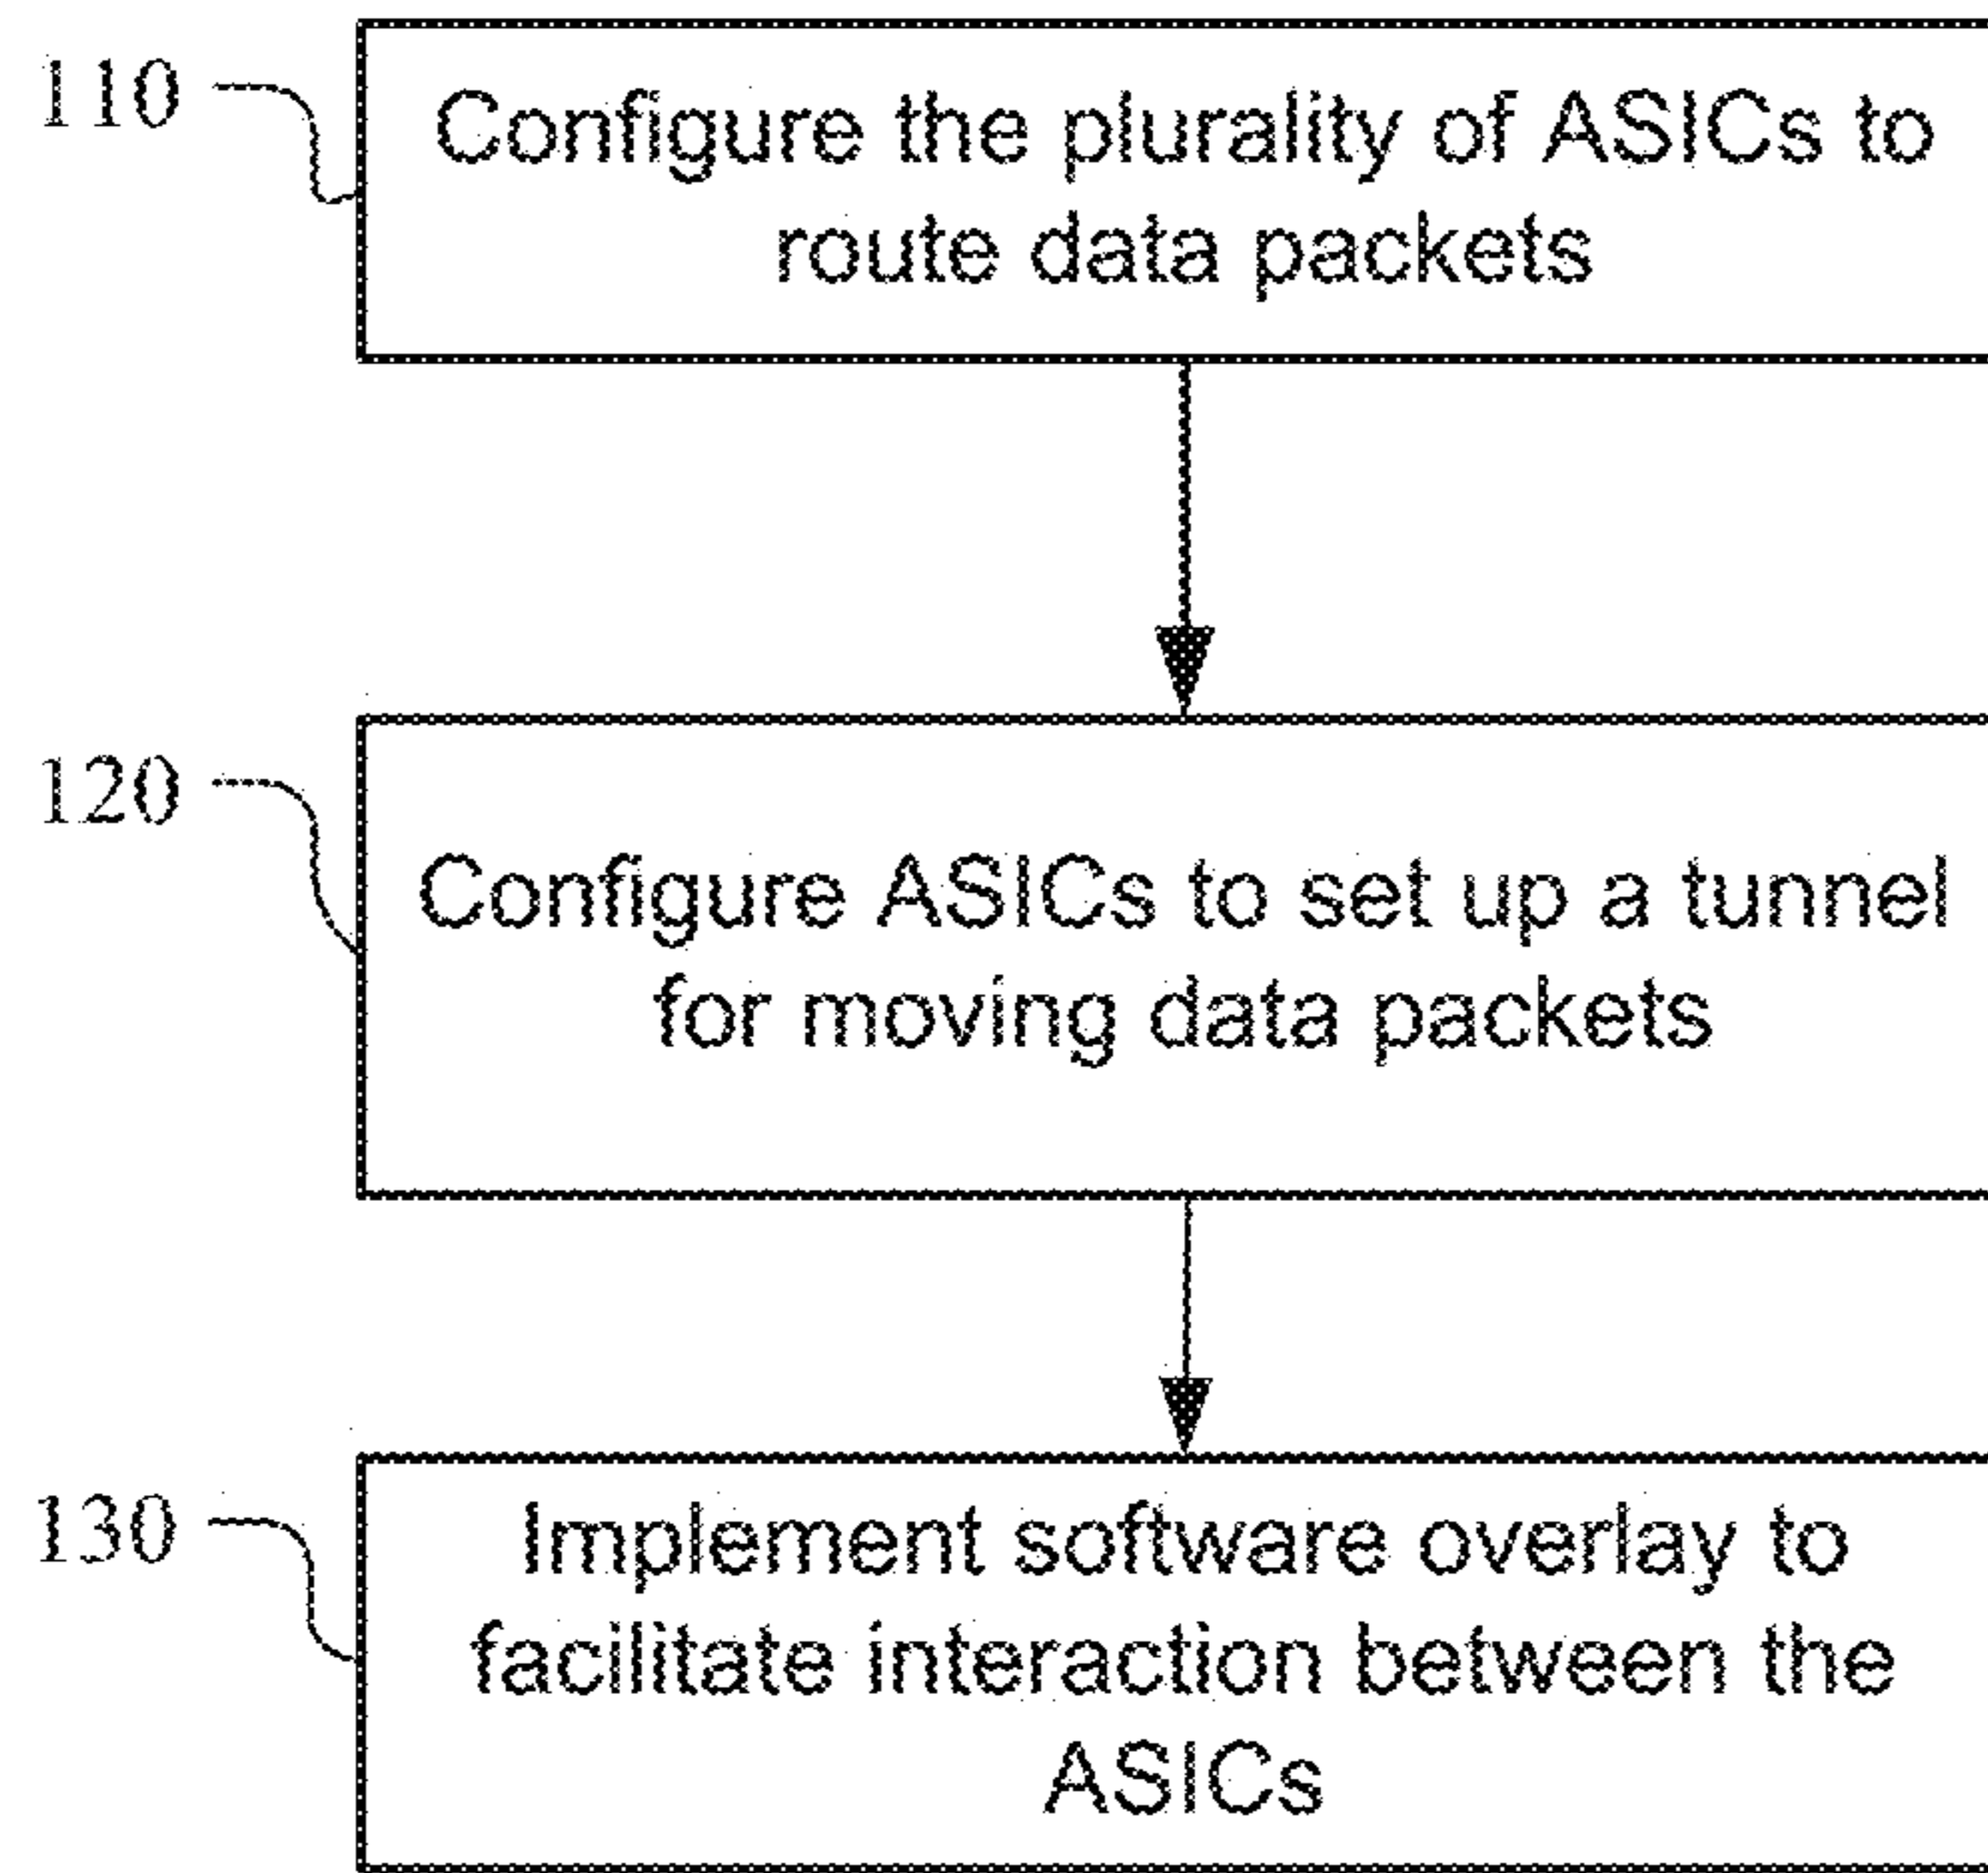 110
Configure the plurality of ASICs to
route data packets
120
Configure ASICs to set up a tunnel
for moving data packets
130
Implement software overlay to
facilitate interaction between the
ASICs